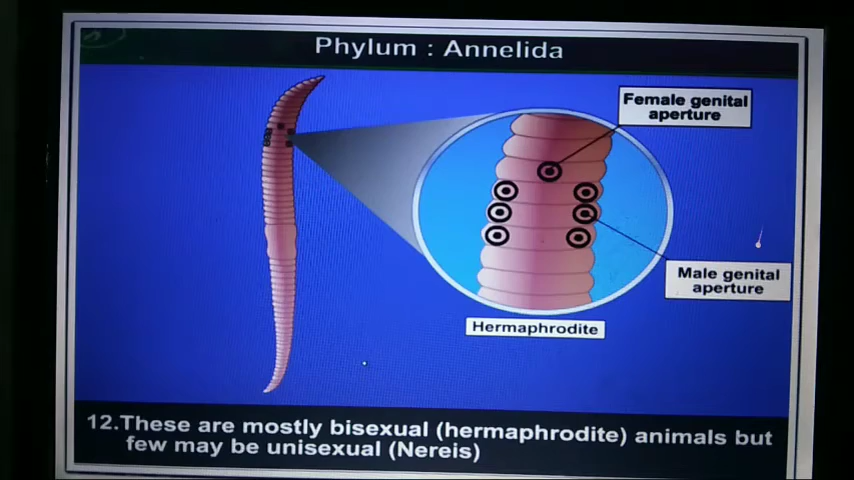 Phylum : Annelida
Female genital
aperture
Male genital
aperture
Hermaphrodite
12.These are mostly bisexual (hermaphrodite) animals but
few may be unisexual (Nereis)